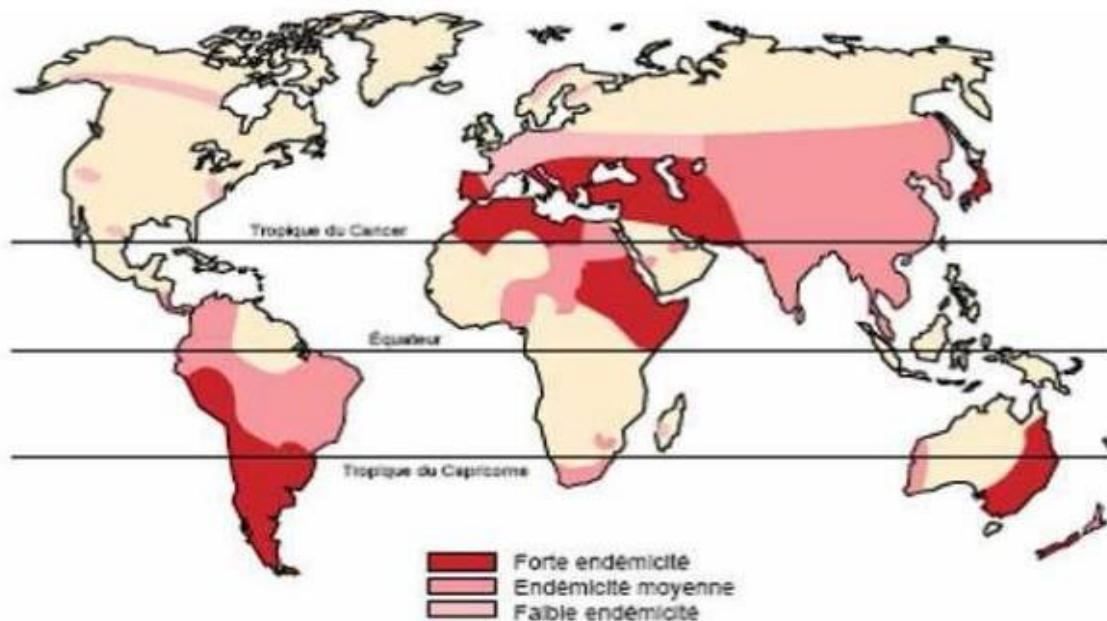 Tropique du Cancer
Équateur
Tropique du Capricorne
Forte endémicité
Endémicité moyenne
Faible endémicité